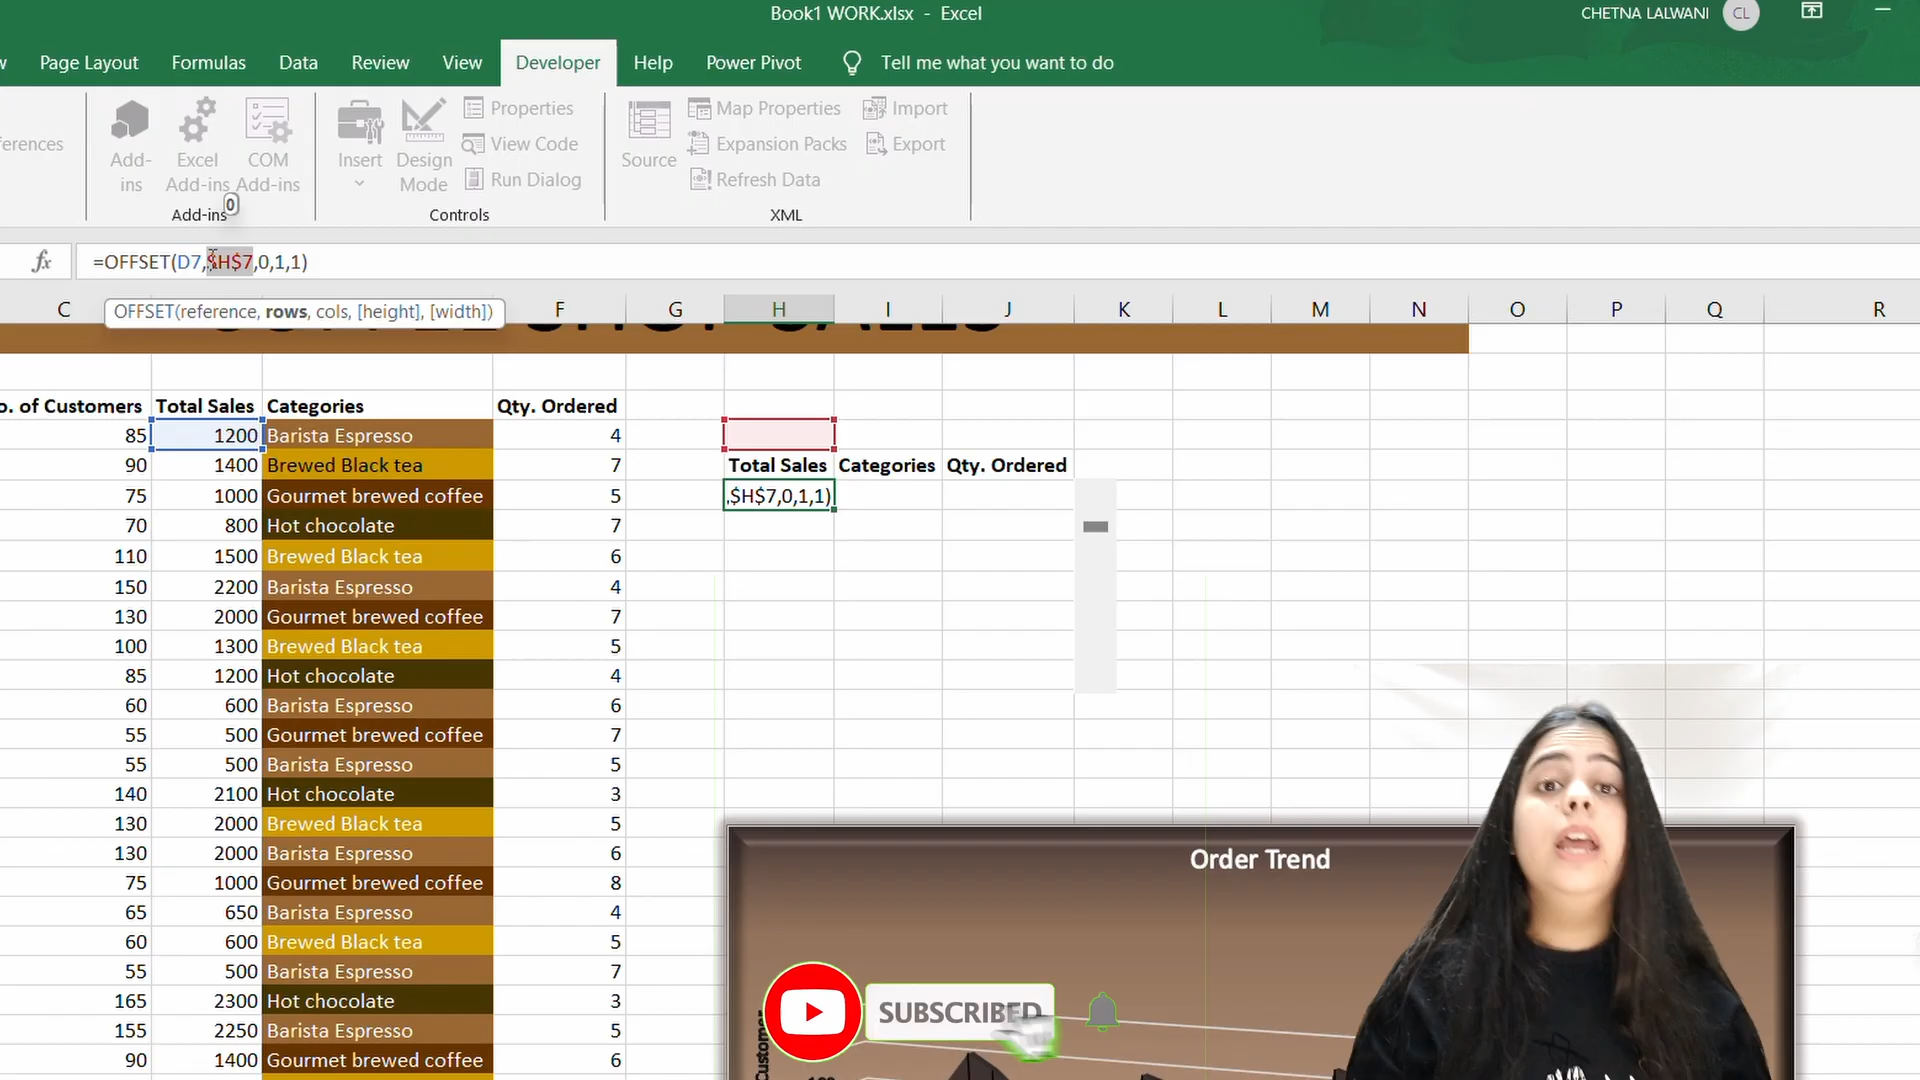 Book1 WORK.xlsx - Excel
CHETNA LALWANI CL
Page Layout Formulas Data Review View Developer Help Power Pivot Tell me what you want to do
Add-ins
Excel Add-ins
COM Add-ins
0
Add-ins
Insert
Design Mode
Properties
View Code
Run Dialog
Controls
Source
Map Properties
Expansion Packs
Refresh Data
Import
Export
XML
fx =OFFSET(D7,$H$7,0,1,1)
OFFSET(reference, rows, cols, [height], [width])
C F G H I J K L M N O P Q R
of Customers Total Sales Categories Qty. Ordered
85 1200 Barista Espresso 4
90 1400 Brewed Black tea 7 Total Sales Categories Qty. Ordered
75 1000 Gourmet brewed coffee 5 ,$H$7,0,1,1)
70 800 Hot chocolate 7
110 1500 Brewed Black tea 6
150 2200 Barista Espresso 4
130 2000 Gourmet brewed coffee 7
100 1300 Brewed Black tea 5
85 1200 Hot chocolate 4
60 600 Barista Espresso 6
55 500 Gourmet brewed coffee 7
55 500 Barista Espresso 5
140 2100 Hot chocolate 3
130 2000 Brewed Black tea 5
130 2000 Barista Espresso 6
75 1000 Gourmet brewed coffee 8
65 650 Barista Espresso 4
60 600 Brewed Black tea 5
55 500 Barista Espresso 7
165 2300 Hot chocolate 3
155 2250 Barista Espresso 5
90 1400 Gourmet brewed coffee 6
Order Trend
SUBSCRIBED
Customer